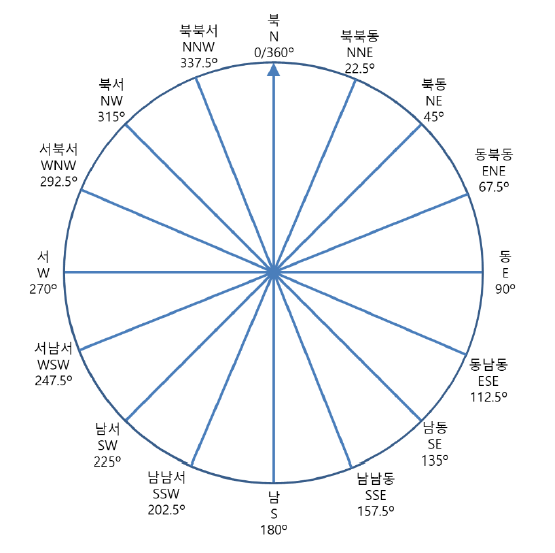 북
N
0/360º
북북동
NNE
22.5º
북동
NE
45º
동북동
ENE
67.5º
동
E
90º
동남동
ESE
112.5º
남동
SE
135º
남남동
SSE
157.5º
남
S
180º
남남서
SSW
202.5º
남서
SW
225º
서남서
WSW
247.5º
서
W
270º
서북서
WNW
292.5º
북서
NW
315º
북북서
NNW
337.5º